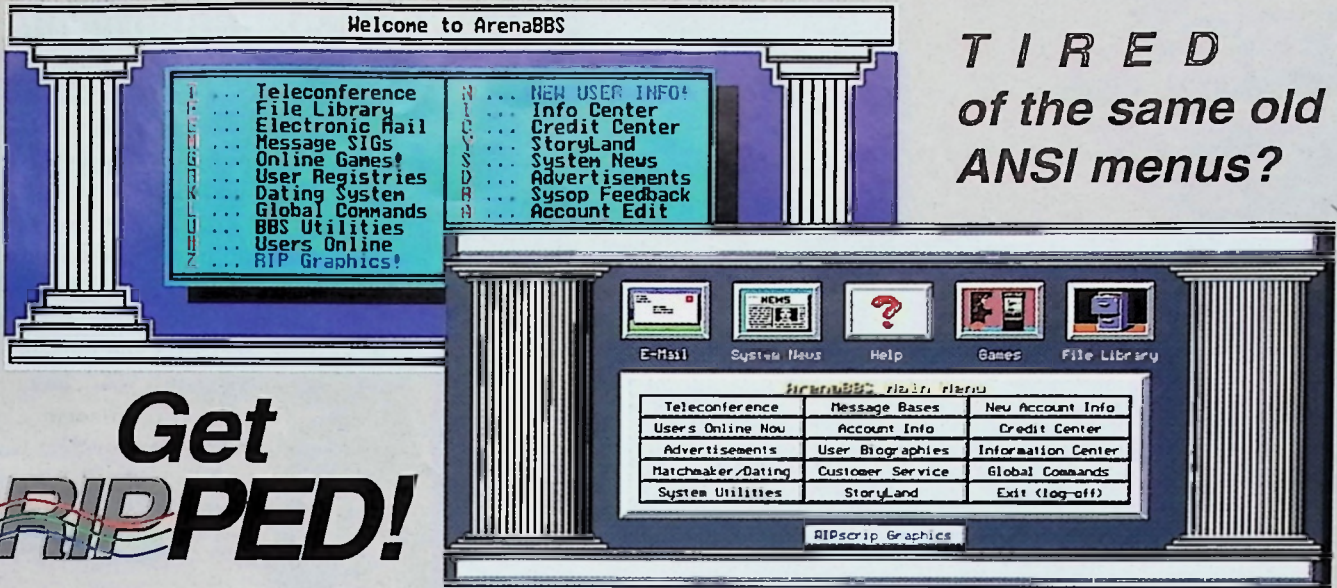 Welcome to ArenaBBS
T ... Teleconference
F ... File Library
E ... Electronic Mail
M ... Message SIGs
G ... Online Games!
R ... User Registries
K ... Dating System
L ... Global Commands
U ... BBS Utilities
... Users Online
Z ... RIP Graphics!
N ... NEW USER INFO!
I ... Info Center
C ... Credit Center
Y ... StoryLand
S ... System News
D ... Advertisements
R ... Sysop Feedback
A ... Account Edit
TIRED
of the same old
ANSI menus?
NEWS
?
E-Mail System News Help Games File Library
ArenaBBS Main Menu
Teleconference Message Bases New Account Info
Users Online Now Account Info Credit Center
Advertisements User Biographies Information Center
Matchmaker/Dating Customer Service Global Commands
System Utilities StoryLand Exit (log-off)
RIPscrip Graphics
Get
RIPPED!